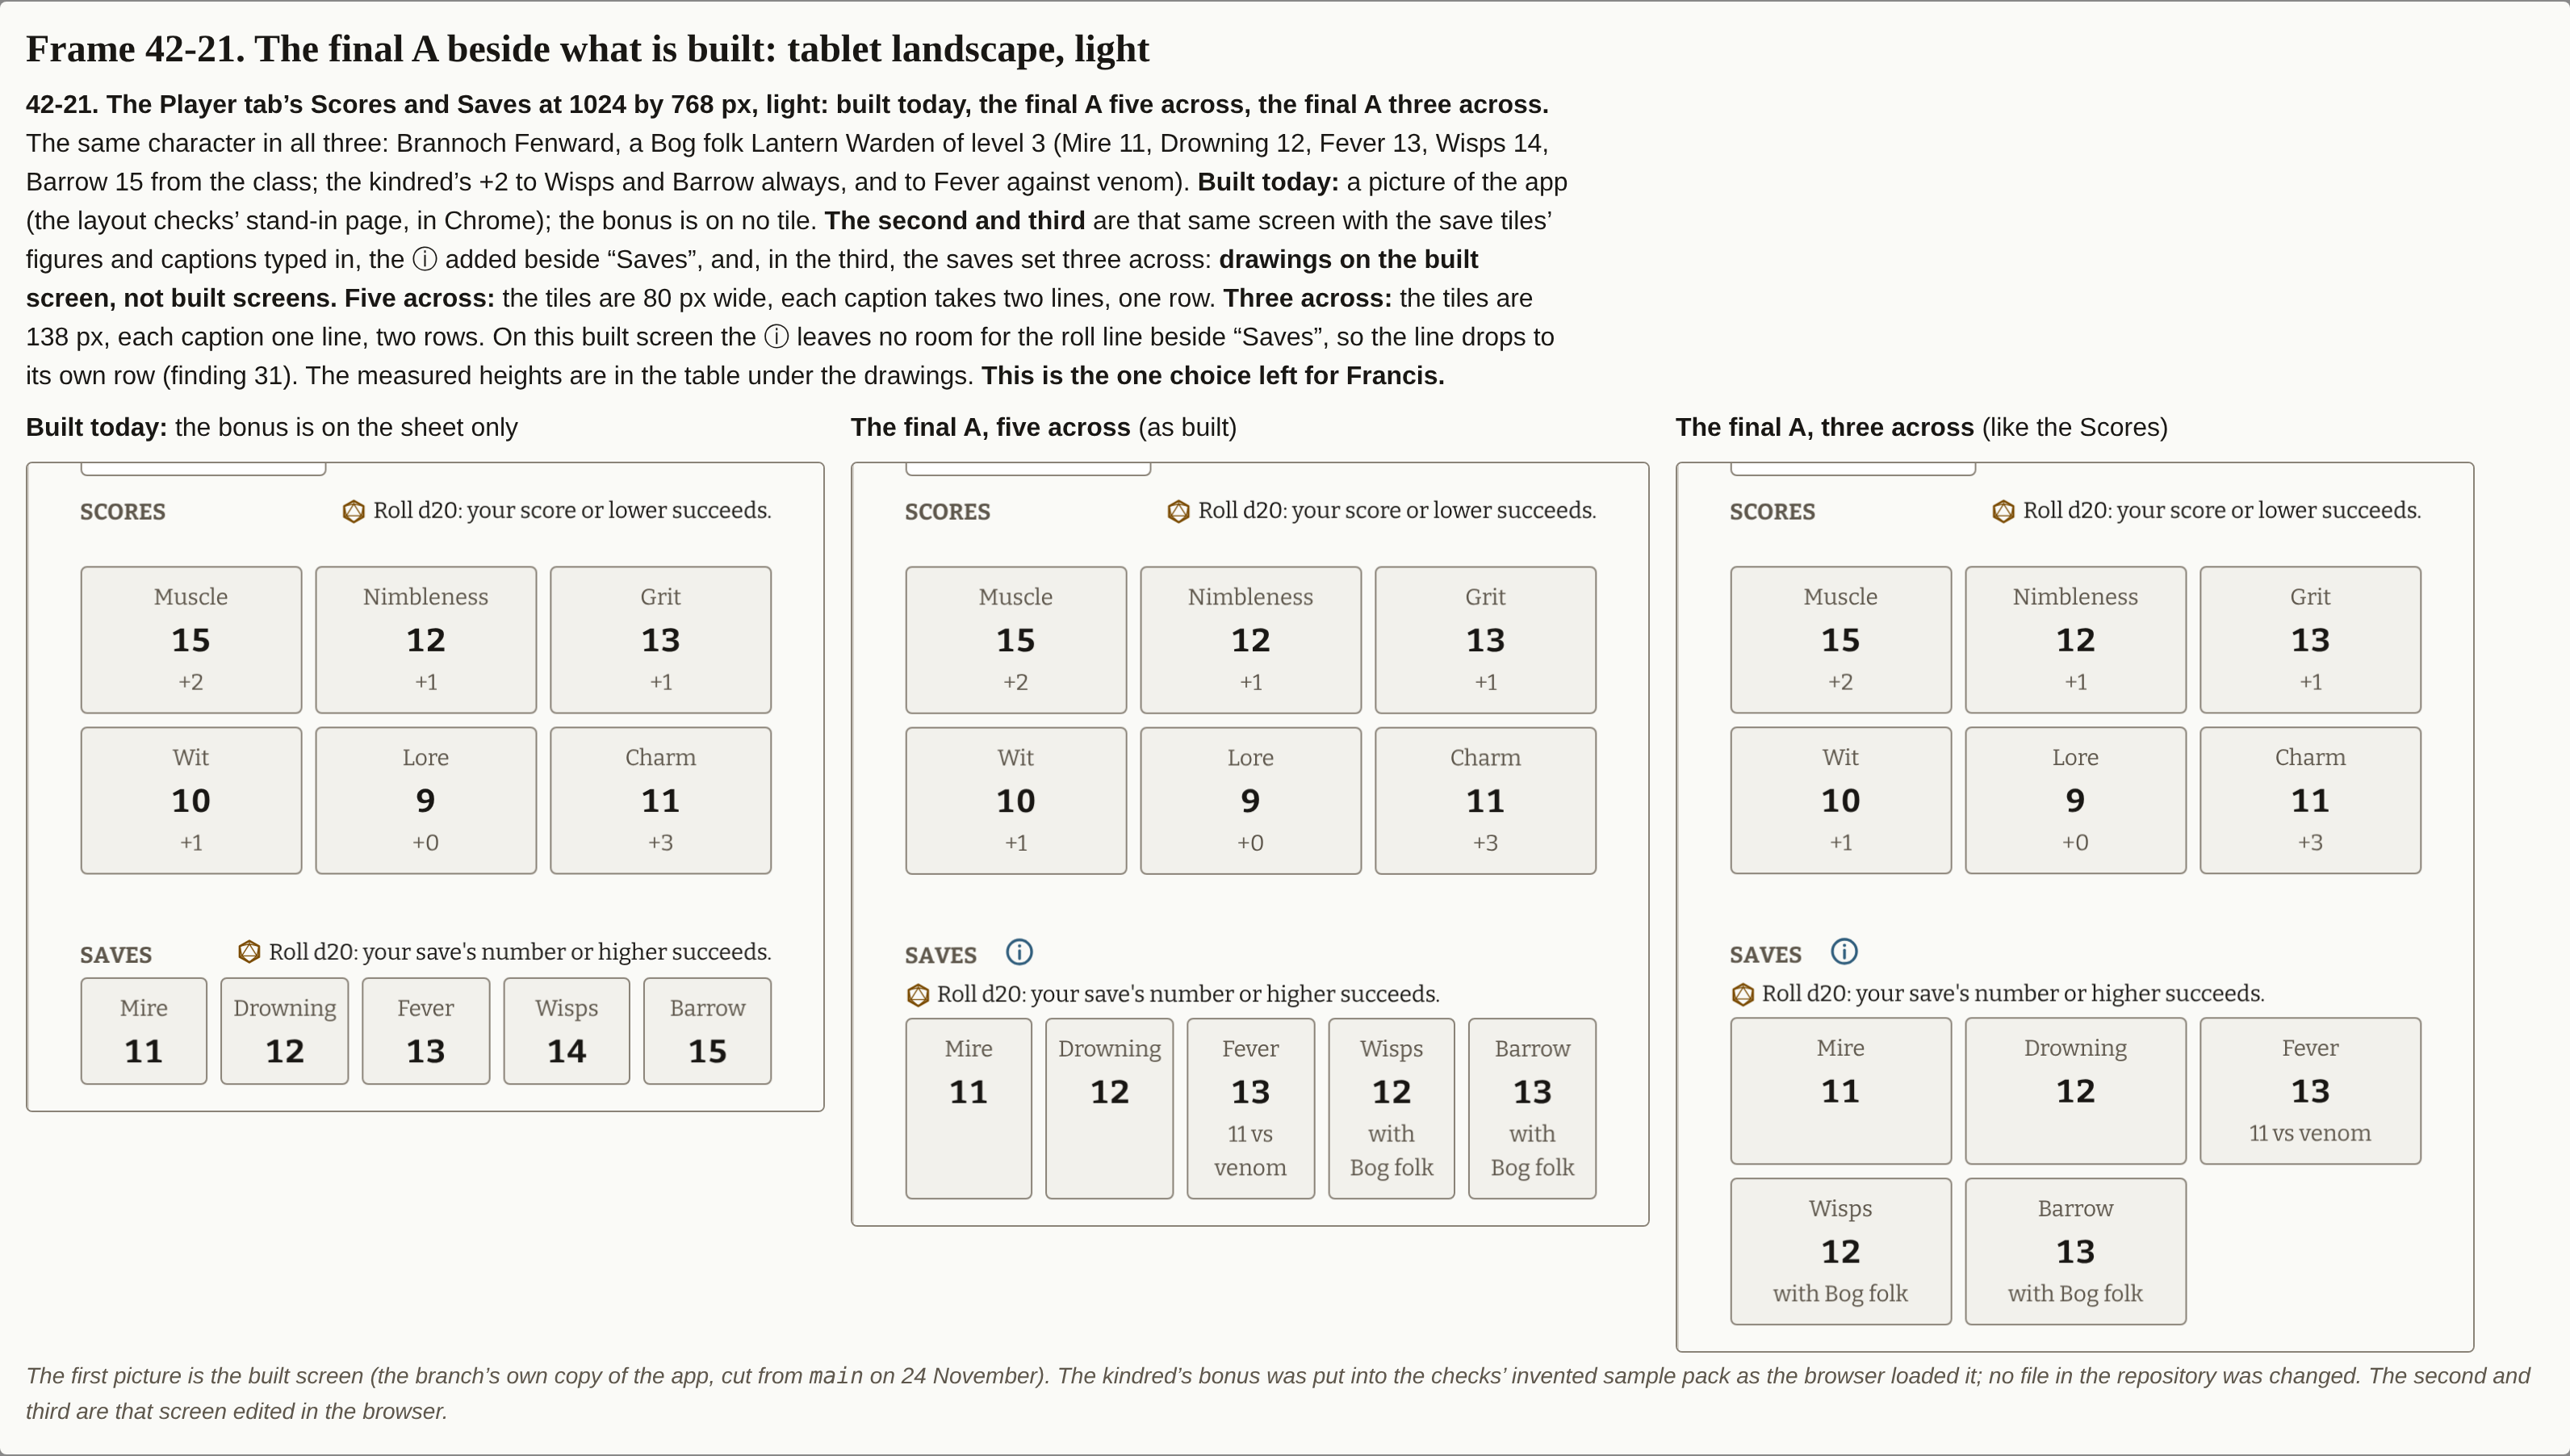 Frame 42-21. The final A beside what is built: tablet landscape, light
42-21. The Player tab’s Scores and Saves at 1024 by 768 px, light: built today, the final A five across, the final A three across.
The same character in all three: Brannoch Fenward, a Bog folk Lantern Warden of level 3 (Mire 11, Drowning 12, Fever 13, Wisps 14,
Barrow 15 from the class; the kindred’s +2 to Wisps and Barrow always, and to Fever against venom). Built today: a picture of the app
(the layout checks’ stand-in page, in Chrome); the bonus is on no tile. The second and third are that same screen with the save tiles’
figures and captions typed in, the ⓘ added beside “Saves”, and, in the third, the saves set three across: drawings on the built
screen, not built screens. Five across: the tiles are 80 px wide, each caption takes two lines, one row. Three across: the tiles are
138 px, each caption one line, two rows. On this built screen the ⓘ leaves no room for the roll line beside “Saves”, so the line drops to
its own row (finding 31). The measured heights are in the table under the drawings. This is the one choice left for Francis.
Built today: the bonus is on the sheet only
SCORES Roll d20: your score or lower succeeds.
Muscle Nimbleness Grit
15 12 13
+2 +1 +1
Wit Lore Charm
10 9 11
+1 +0 +3
SAVES Roll d20: your save's number or higher succeeds.
Mire Drowning Fever Wisps Barrow
11 12 13 14 15
The final A, five across (as built)
SCORES Roll d20: your score or lower succeeds.
Muscle Nimbleness Grit
15 12 13
+2 +1 +1
Wit Lore Charm
10 9 11
+1 +0 +3
SAVES ⓘ
Roll d20: your save's number or higher succeeds.
Mire Drowning Fever Wisps Barrow
11 12 13 12 13
11 vs with with
venom Bog folk Bog folk
The final A, three across (like the Scores)
SCORES Roll d20: your score or lower succeeds.
Muscle Nimbleness Grit
15 12 13
+2 +1 +1
Wit Lore Charm
10 9 11
+1 +0 +3
SAVES ⓘ
Roll d20: your save's number or higher succeeds.
Mire Drowning Fever
11 12 13
11 vs venom
Wisps Barrow
12 13
with Bog folk with Bog folk
The first picture is the built screen (the branch’s own copy of the app, cut from main on 24 November). The kindred’s bonus was put into the checks’ invented sample pack as the browser loaded it; no file in the repository was changed. The second and
third are that screen edited in the browser.